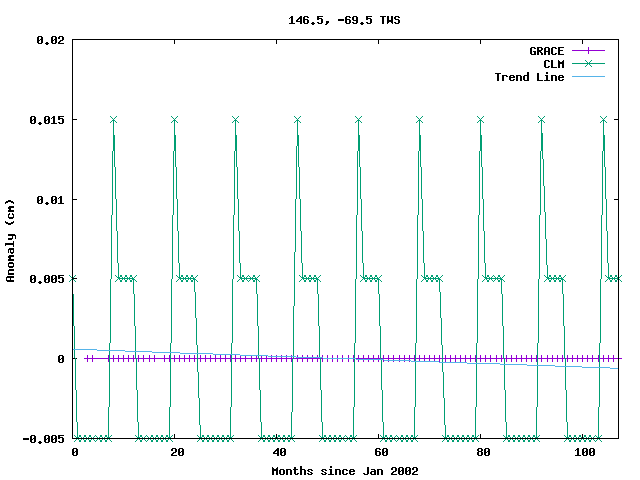 146.5, -69.5 TWS
GRACE
CLM
Trend Line
0.02
0.015
0.01
0.005
0
-0.005
Anomaly (cm)
0 20 40 60 80 100
Months since Jan 2002